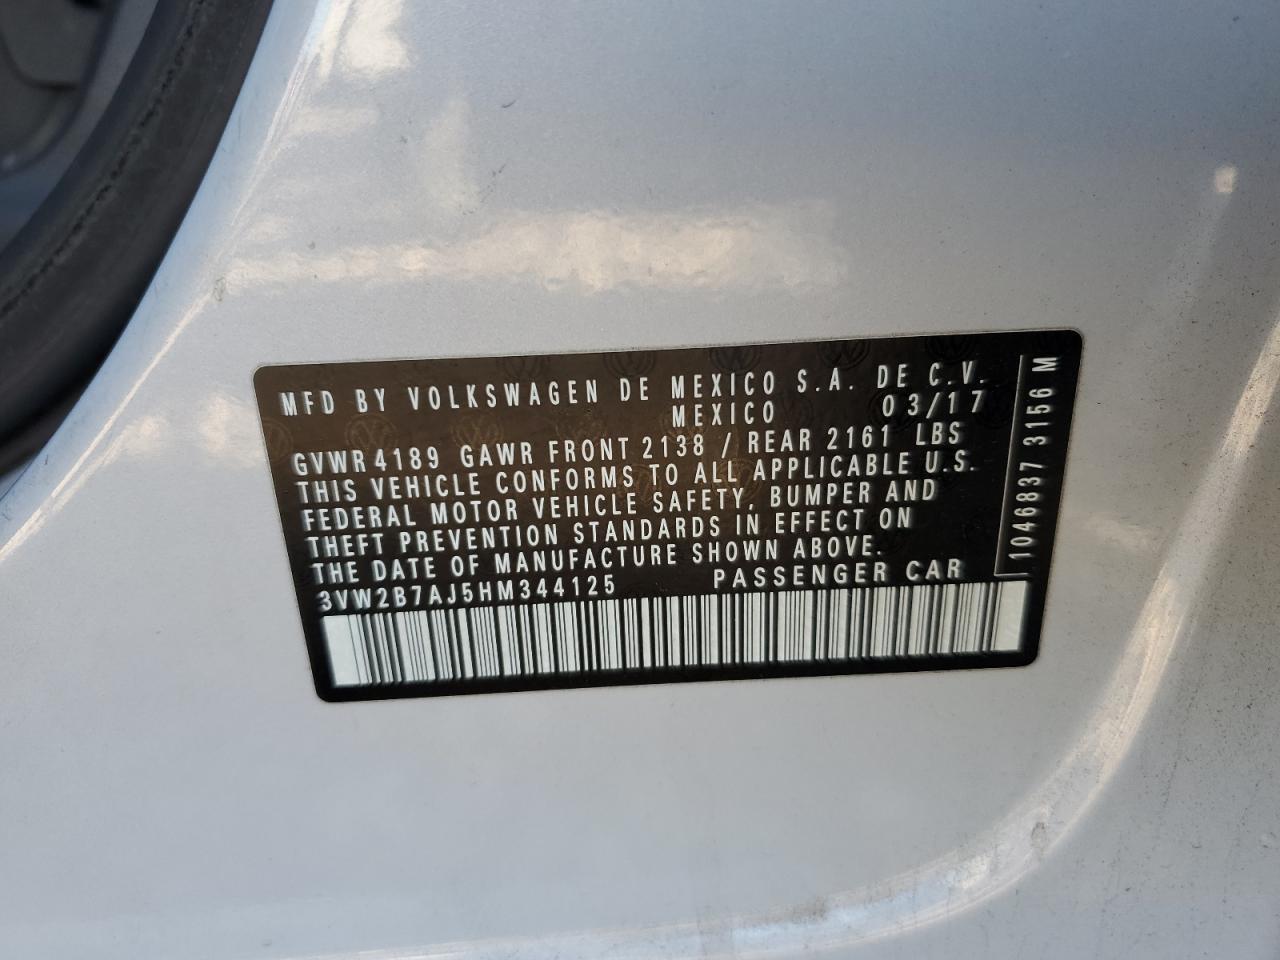 MFD BY VOLKSWAGEN DE MEXICO S.A. DE C.V.
MEXICO 03/17
GVWR 4189 GAWR FRONT 2138 / REAR 2161 LBS
THIS VEHICLE CONFORMS TO ALL APPLICABLE U.S.
FEDERAL MOTOR VEHICLE SAFETY, BUMPER AND
THEFT PREVENTION STANDARDS IN EFFECT ON
THE DATE OF MANUFACTURE SHOWN ABOVE.
3VW2B7AJ5HM344125 PASSENGER CAR
1046837 3156 M